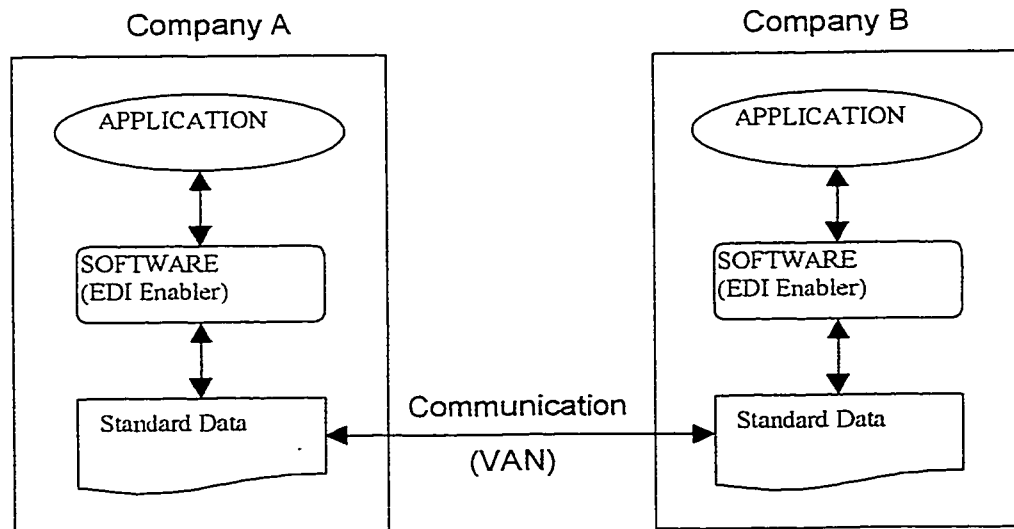 Company A
Company B
APPLICATION
APPLICATION
SOFTWARE
(EDI Enabler)
SOFTWARE
(EDI Enabler)
Standard Data
Communication
(VAN)
Standard Data